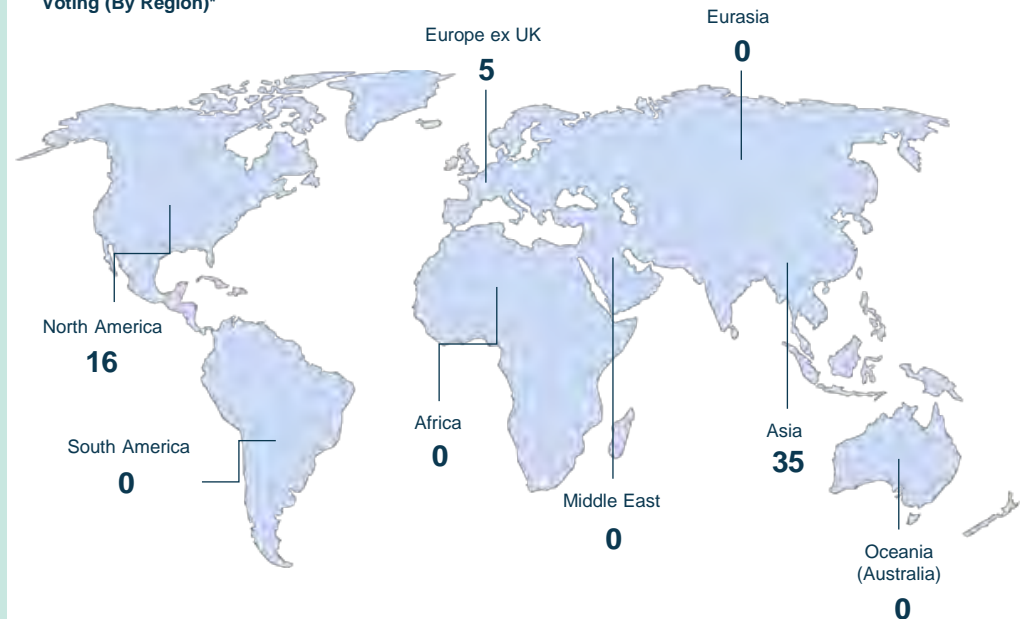 Voting (By Region)*
Eurasia
0
Europe ex UK
5
North America
16
South America
0
Africa
0
Middle East
0
Asia
35
Oceania
(Australia)
0